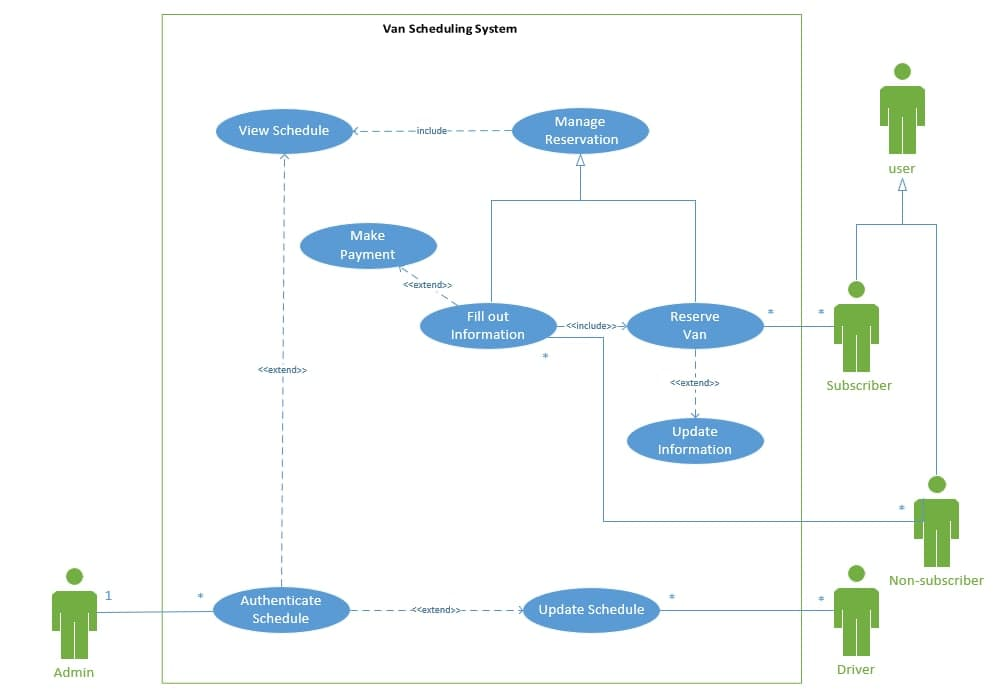 Van Scheduling System
View Schedule
include
Manage
Reservation
user
Make
Payment
<<extend>>
Fill out
Information
<<include>>
Reserve
Van
*
*
*
Subscriber
<<extend>>
<<extend>>
Update
Information
*
Non-subscriber
Admin
1
*
Authenticate
Schedule
<<extend>>
Update Schedule
*
*
Driver